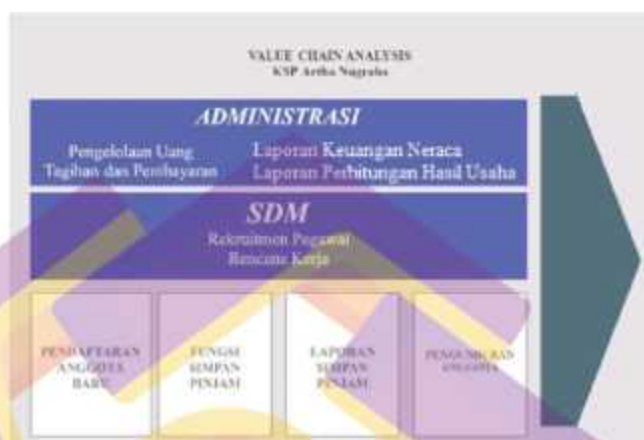 VALUE CHAIN ANALYSIS
KSP Artha Nugraha
ADMINISTRASI
Pengelolaan Uang
Tagihan dan Pembayaran
Laporan Keuangan Neraca
Laporan Perhitungan Hasil Usaha
SDM
Rekruitmen Pegawai
Rencana Kerja
PENDAFTARAN
ANGGOTA
BARU
FUNGSI
SIMPAN
PINJAM
LAPORAN
SIMPAN
PINJAM
ANGGOTA